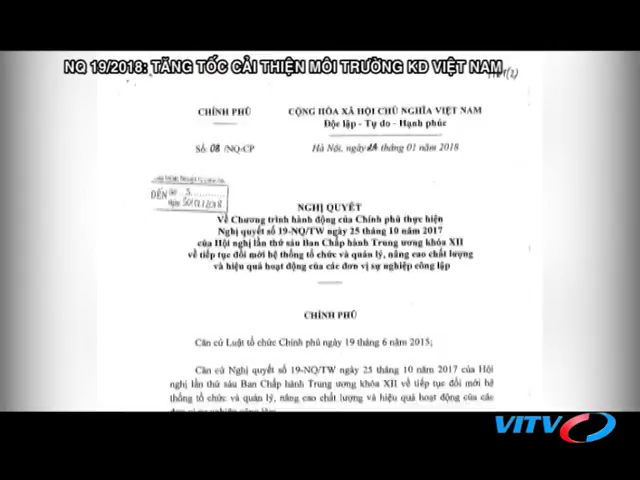 NQ 19/2018: TĂNG TỐC CẢI THIỆN MÔI TRƯỜNG KD VIỆT NAM
CHÍNH PHỦ
CỘNG HÒA XÃ HỘI CHỦ NGHĨA VIỆT NAM
Độc lập - Tự do - Hạnh phúc
Số: 08 /NQ-CP
Hà Nội, ngày 24 tháng 01 năm 2018
ĐẾN
NGHỊ QUYẾT
Về Chương trình hành động của Chính phủ thực hiện
Nghị quyết số 19-NQ/TW ngày 25 tháng 10 năm 2017
của Hội nghị lần thứ sáu Ban Chấp hành Trung ương khóa XII
về tiếp tục đổi mới hệ thống tổ chức và quản lý, nâng cao chất lượng
và hiệu quả hoạt động của các đơn vị sự nghiệp công lập
CHÍNH PHỦ
Căn cứ Luật tổ chức Chính phủ ngày 19 tháng 6 năm 2015;
Căn cứ Nghị quyết số 19-NQ/TW ngày 25 tháng 10 năm 2017 của Hội
nghị lần thứ sáu Ban Chấp hành Trung ương khóa XII về tiếp tục đổi mới hệ
thống tổ chức và quản lý, nâng cao chất lượng và hiệu quả hoạt động của các
VITV